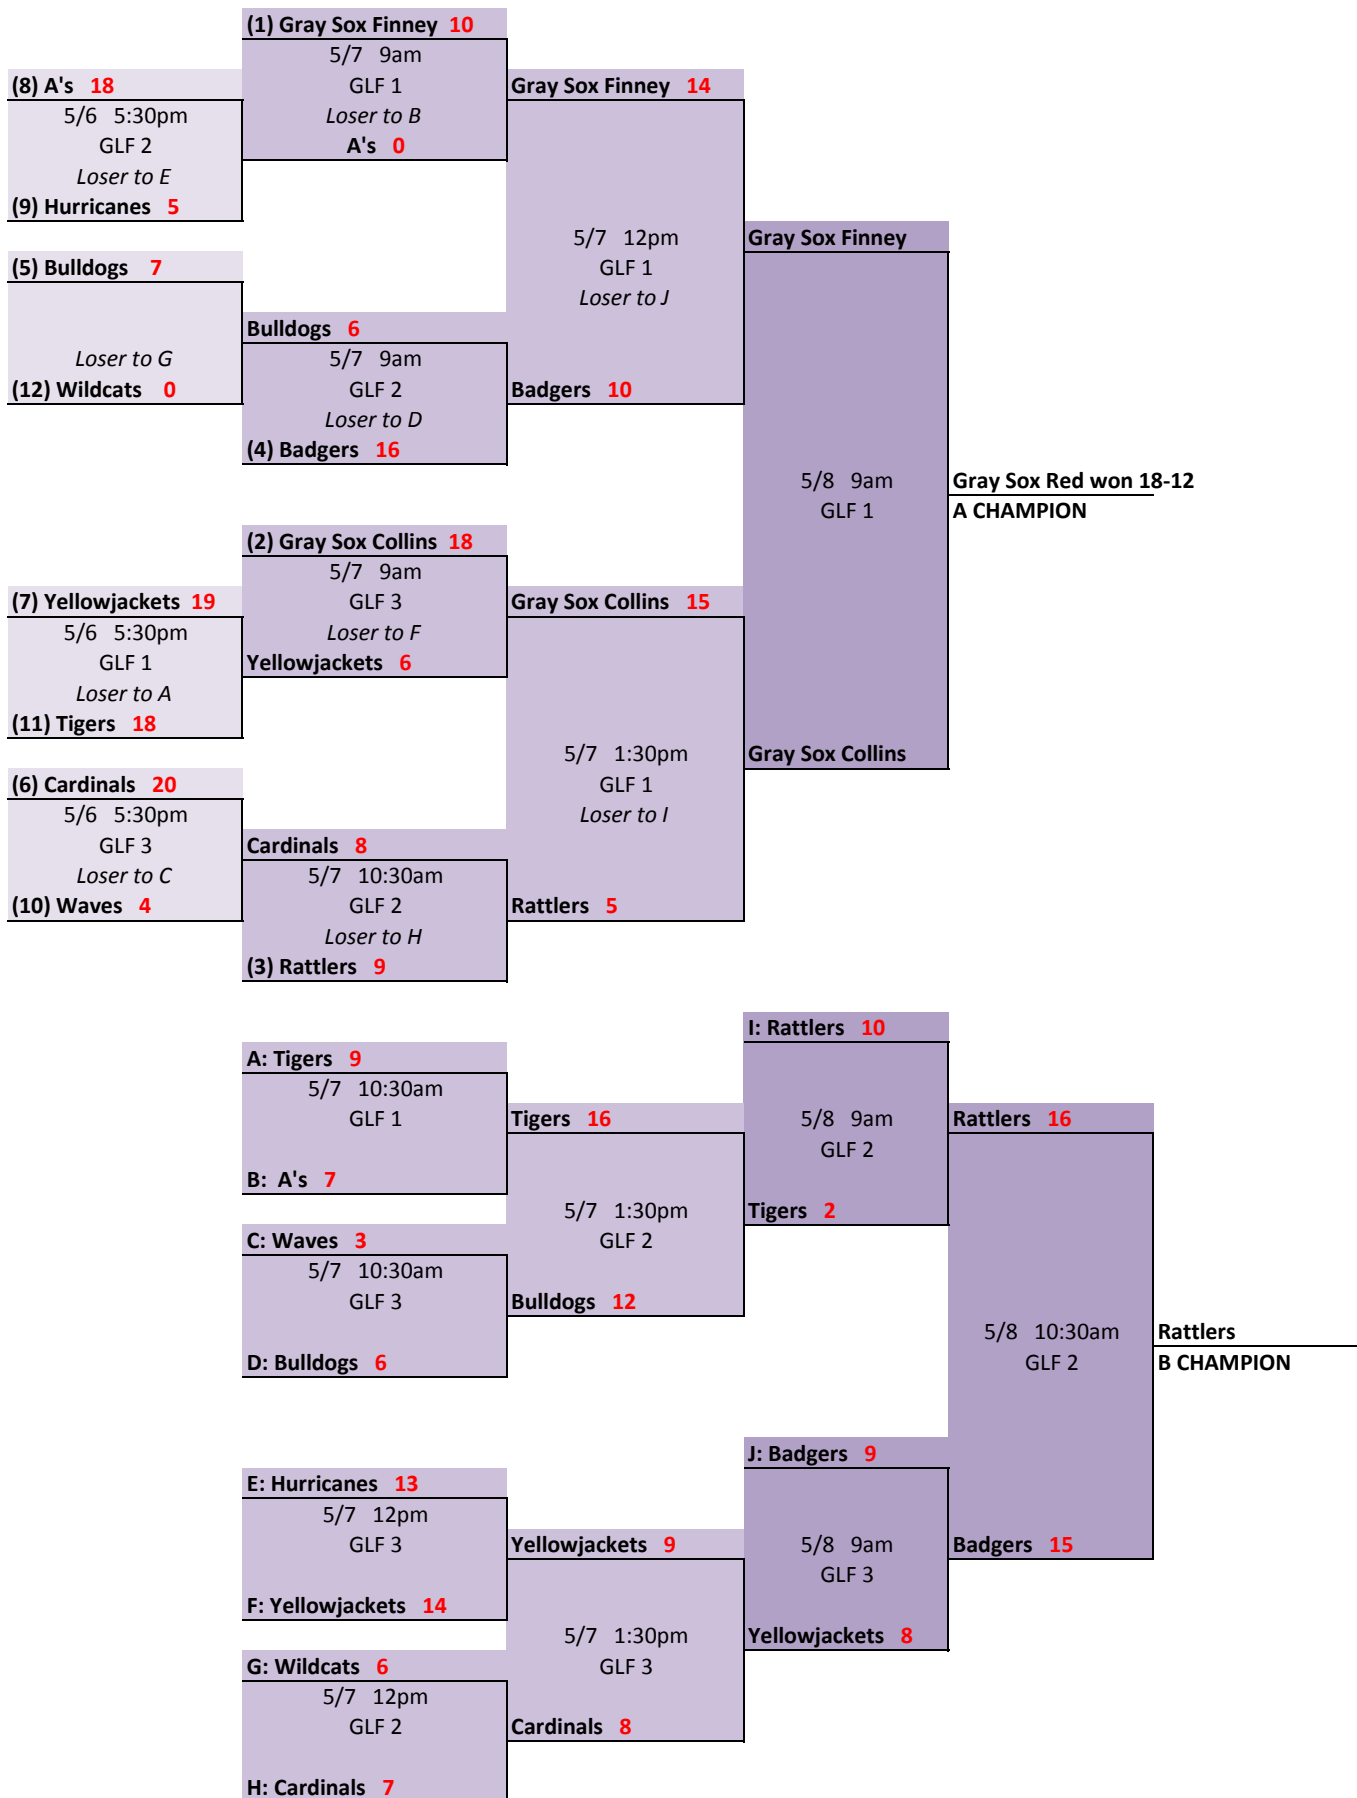 (1) Gray Sox Finney 10
5/7 9am
(8) A's 18
GLF 1
Gray Sox Finney 14
5/6 5:30pm
Loser to B
GLF 2
A's 0
Loser to E
(9) Hurricanes 5
5/7 12pm
Gray Sox Finney
(5) Bulldogs 7
GLF 1
Loser to J
Bulldogs 6
Loser to G
5/7 9am
(12) Wildcats 0
GLF 2
Badgers 10
Loser to D
(4) Badgers 16
5/8 9am
Gray Sox Red won 18-12
GLF 1
A CHAMPION
(2) Gray Sox Collins 18
5/7 9am
(7) Yellowjackets 19
GLF 3
Gray Sox Collins 15
5/6 5:30pm
Loser to F
GLF 1
Yellowjackets 6
Loser to A
(11) Tigers 18
5/7 1:30pm
Gray Sox Collins
(6) Cardinals 20
GLF 1
5/6 5:30pm
Loser to I
GLF 3
Cardinals 8
Loser to C
5/7 10:30am
(10) Waves 4
GLF 2
Rattlers 5
Loser to H
(3) Rattlers 9
I: Rattlers 10
A: Tigers 9
5/7 10:30am
GLF 1
Tigers 16
5/8 9am
Rattlers 16
GLF 2
B: A's 7
5/7 1:30pm
Tigers 2
C: Waves 3
GLF 2
5/7 10:30am
GLF 3
Bulldogs 12
5/8 10:30am
Rattlers
D: Bulldogs 6
GLF 2
B CHAMPION
J: Badgers 9
E: Hurricanes 13
5/7 12pm
GLF 3
Yellowjackets 9
5/8 9am
Badgers 15
GLF 3
F: Yellowjackets 14
5/7 1:30pm
Yellowjackets 8
G: Wildcats 6
GLF 3
5/7 12pm
GLF 2
Cardinals 8
H: Cardinals 7